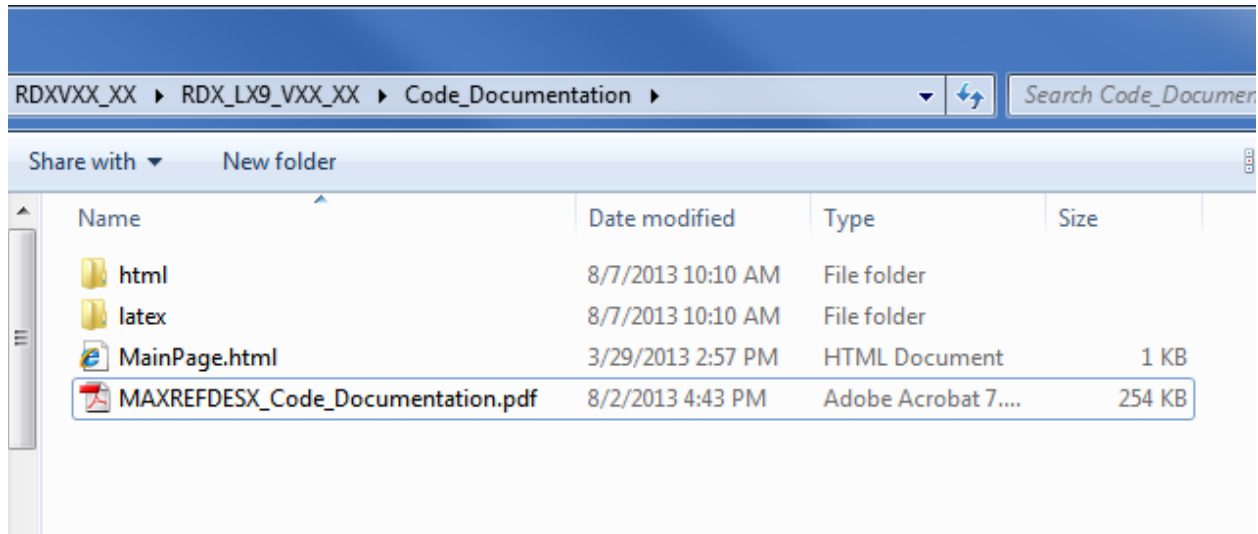 RDXVXX_XX ▸ RDX_LX9_VXX_XX ▸ Code_Documentation ▸ Search Code_Documen
Share with New folder
Name Date modified Type Size
html 8/7/2013 10:10 AM File folder
latex 8/7/2013 10:10 AM File folder
MainPage.html 3/29/2013 2:57 PM HTML Document 1 KB
MAXREFDESX_Code_Documentation.pdf 8/2/2013 4:43 PM Adobe Acrobat 7.... 254 KB